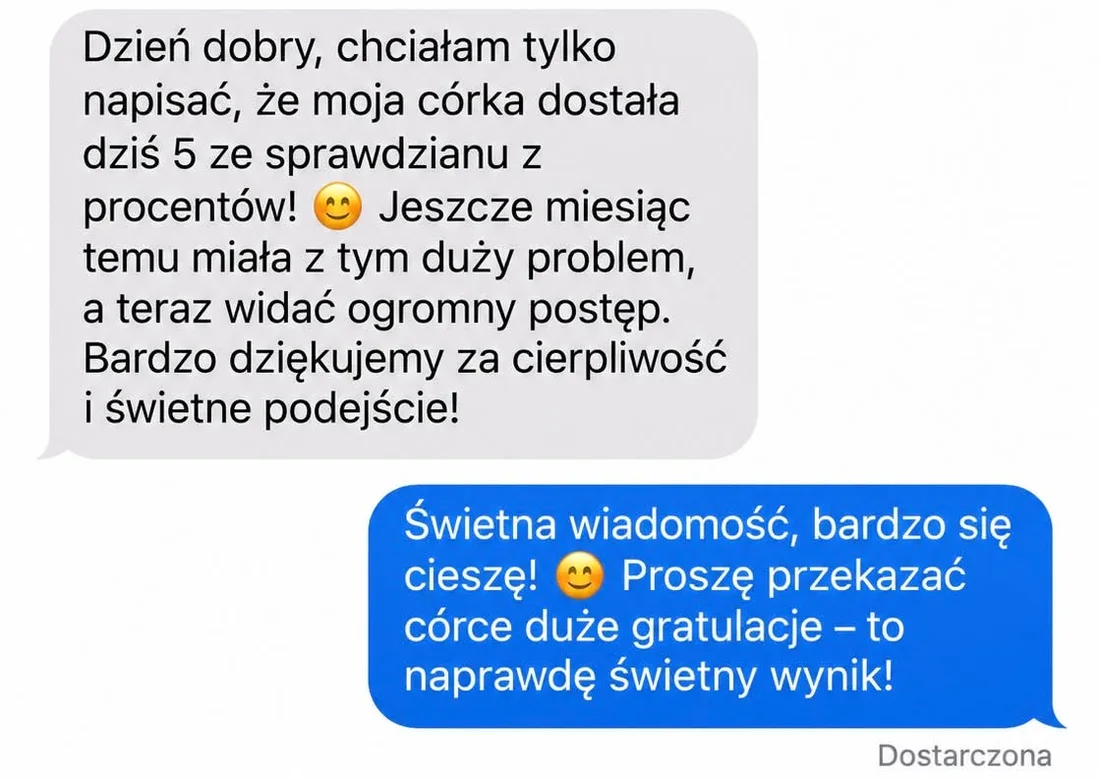 Dzień dobry, chciałam tylko
napisać, że moja córka dostała
dziś 5 ze sprawdzianu z
procentów! 😊 Jeszcze miesiąc
temu miała z tym duży problem,
a teraz widać ogromny postęp.
Bardzo dziękujemy za cierpliwość
i świetne podejście!
Świetna wiadomość, bardzo się
cieszę! 😊 Proszę przekazać
córce duże gratulacje – to
naprawdę świetny wynik!
Dostarczona